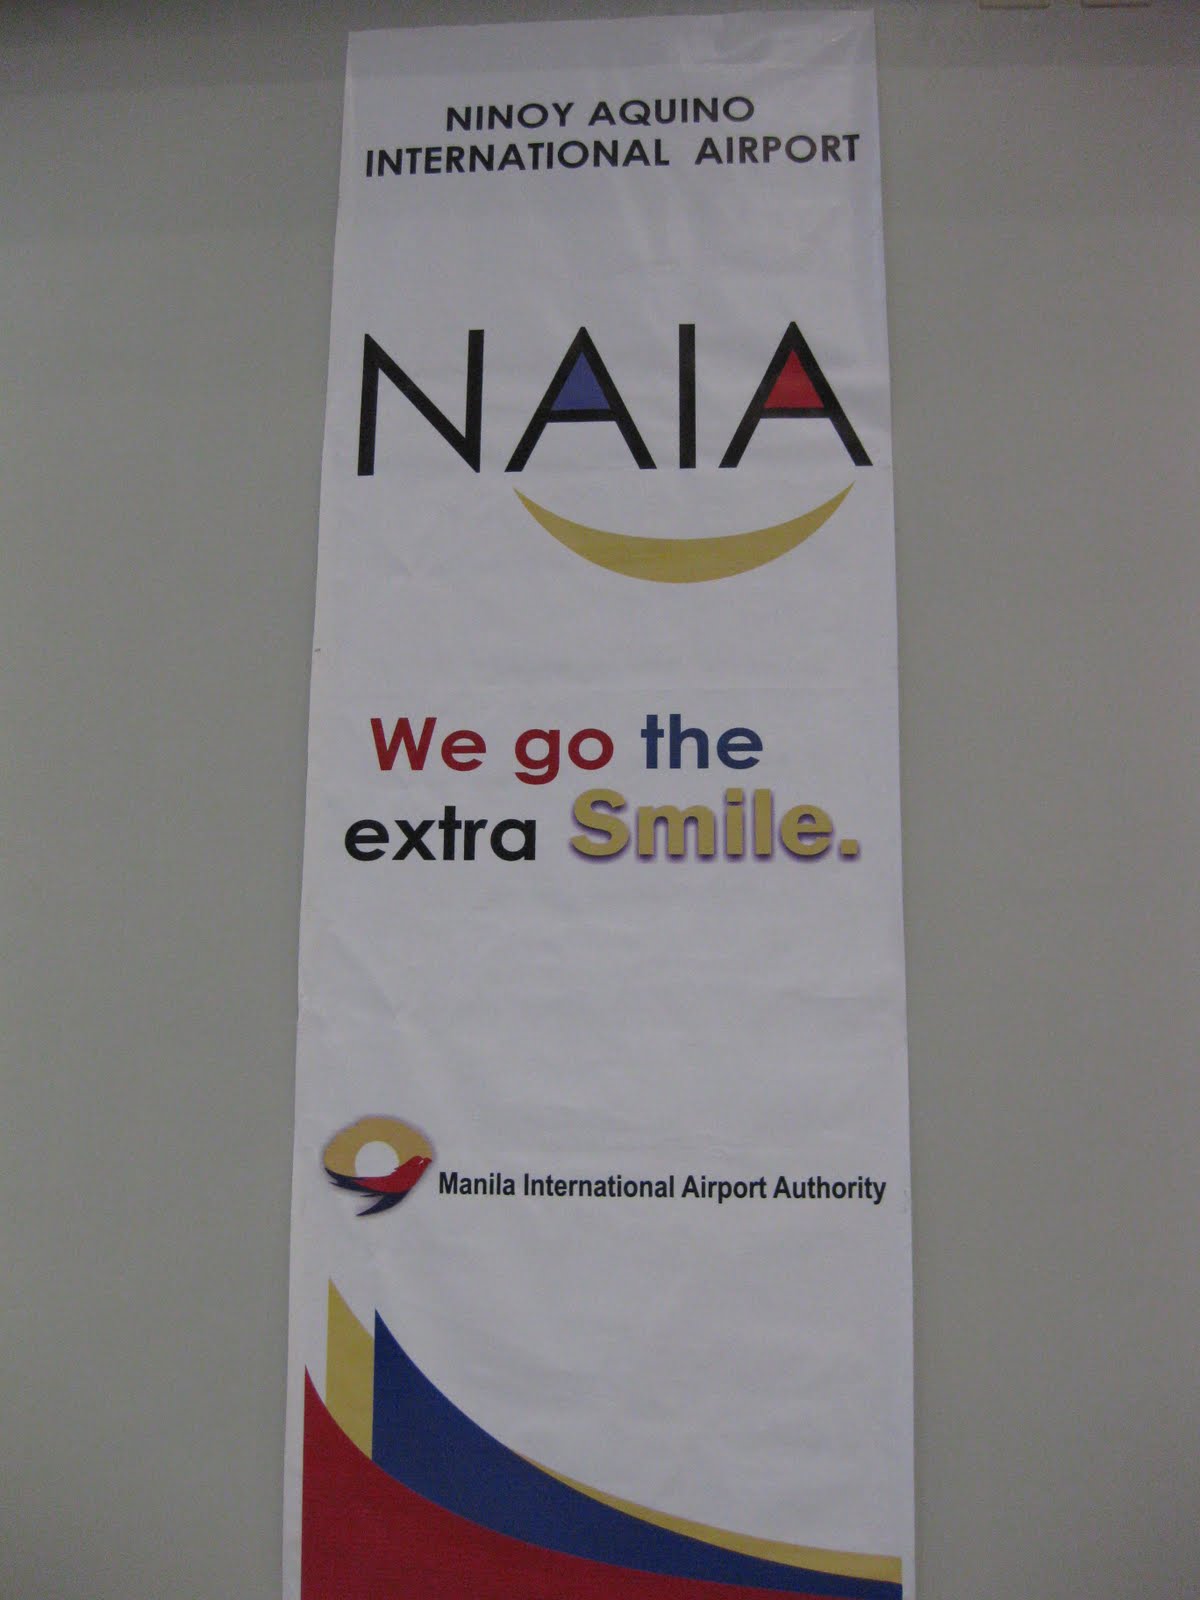 NINOY AQUINO
INTERNATIONAL AIRPORT
NAIA
We go the
extra Smile.
Manila International Airport Authority